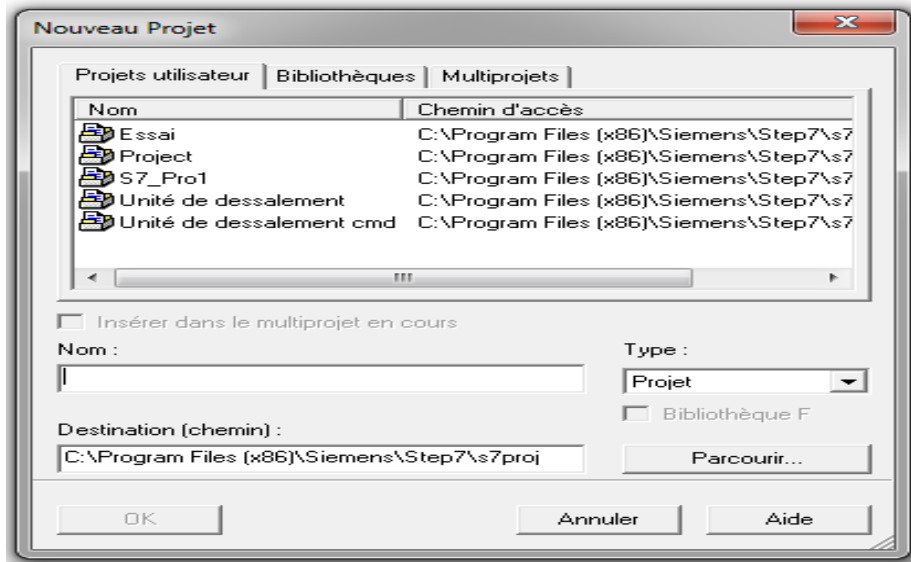 Nouveau Projet
Projets utilisateur Bibliothèques Multiprojets
Nom Chemin d'accès
Essai C:\Program Files (x86)\Siemens\Step7\s7
Project C:\Program Files (x86)\Siemens\Step7\s7
S7_Pro1 C:\Program Files (x86)\Siemens\Step7\s7
Unité de dessalement C:\Program Files (x86)\Siemens\Step7\s7
Unité de dessalement cmd C:\Program Files (x86)\Siemens\Step7\s7
Insérer dans le multiprojet en cours
Nom : Type :
Projet
Bibliothèque F
Destination (chemin) :
C:\Program Files (x86)\Siemens\Step7\s7proj Parcourir...
OK Annuler Aide